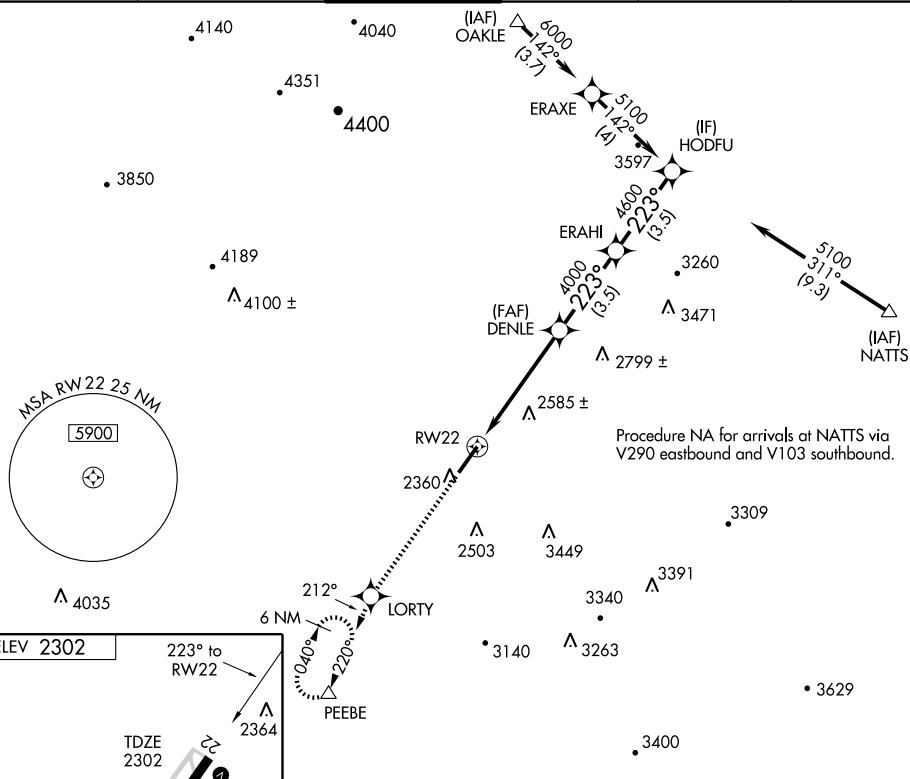 4140
4040
(IAF)
OAKLE
6000
142°
(3.7)
4351
4400
ERAXE
5100
142°
(4)
3597
(IF)
HODFU
3850
4600
223°
(3.5)
ERAHI
4189
4100 ±
4000
223°
(3.5)
3260
3471
5100
311°
(9.3)
(IAF)
NATTS
(FAF)
DENLE
2799 ±
MSA RW22 25 NM
5900
2585 ±
RW22
Procedure NA for arrivals at NATTS via
V290 eastbound and V103 southbound.
2360
2503
3449
3309
3391
4035
212°
LORTY
6 NM
040°
220°
PEEBE
3340
3140
3263
3629
3400
ELEV 2302
223° to
RW22
2364
TDZE
2302
22
V